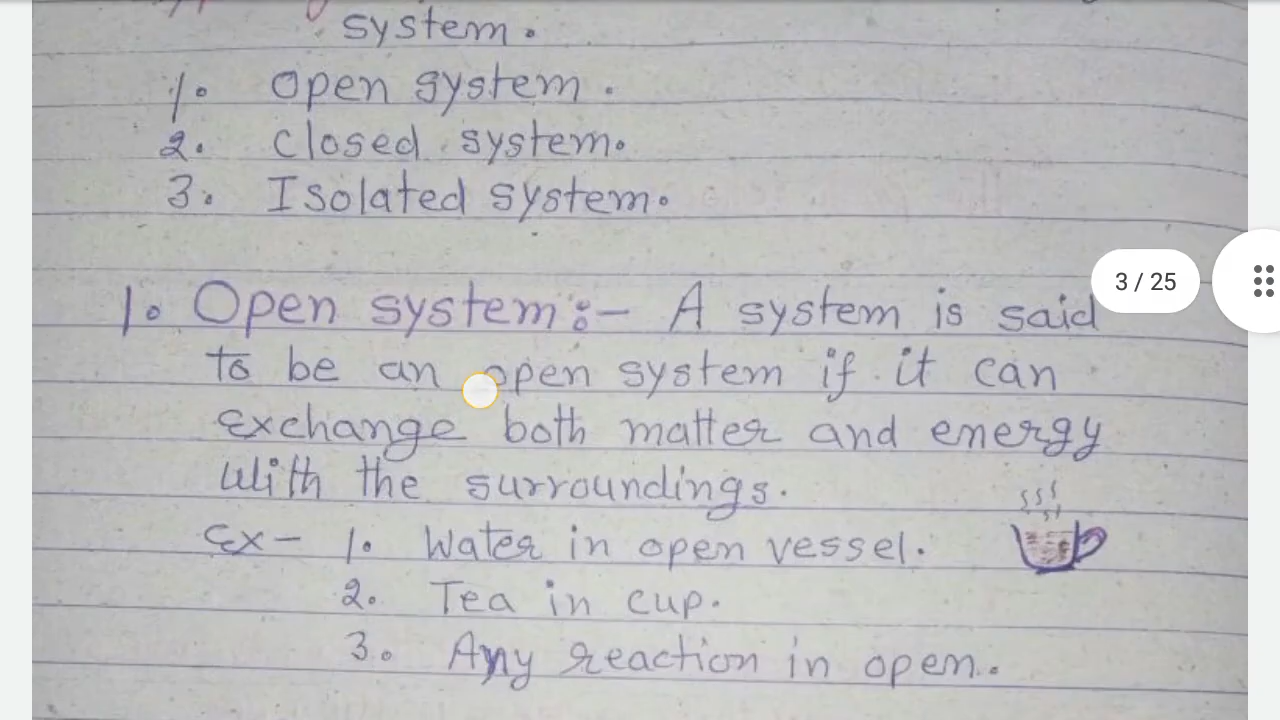 system.
1. Open system.
2. Closed system.
3. Isolated system.
3 / 25
1. Open system :- A system is said
to be an open system if it can
exchange both matter and energy
with the surroundings.
Ex- 1. Water in open vessel.
2. Tea in cup.
3. Any reaction in open.